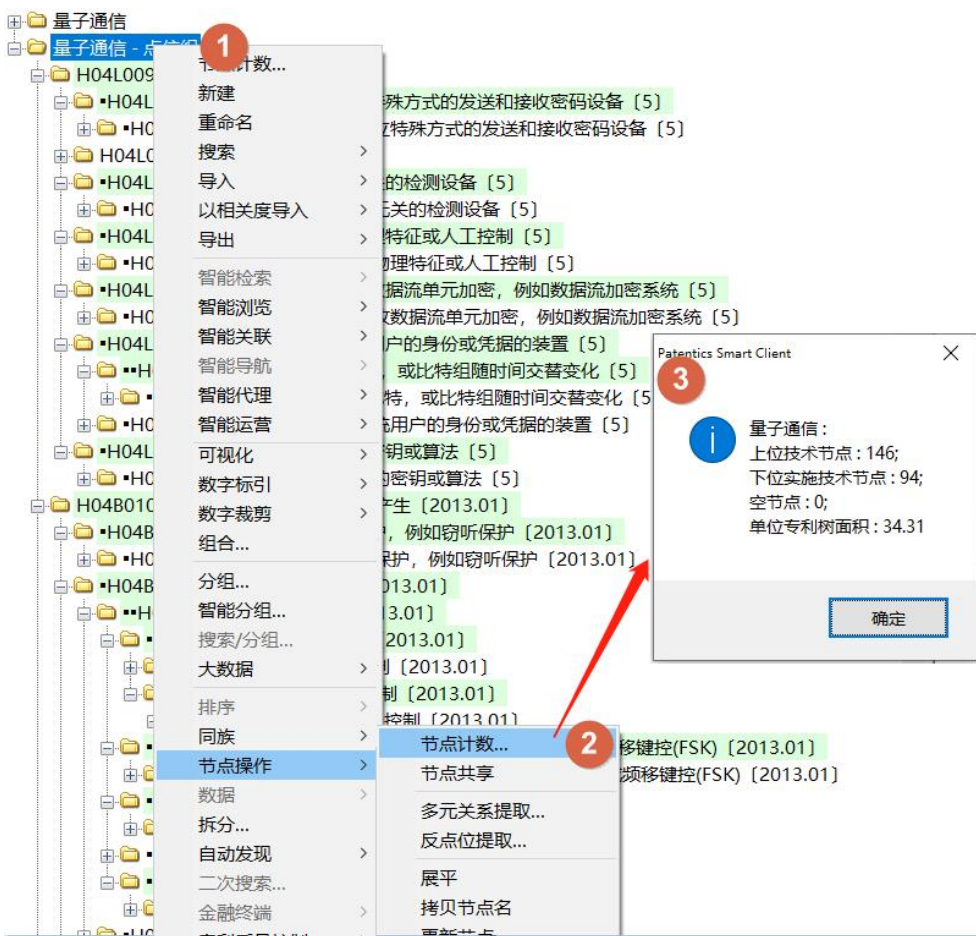 量子通信
量子通信 - 点位组
1
节点计数...
H04L009
新建
▪H04L
殊方式的发送和接收密码设备〔5〕
重命名
▪H0
立特殊方式的发送和接收密码设备〔5〕
搜索
H04L0
导入
▪H04L
的检测设备〔5〕
以相关度导入
▪H0
无关的检测设备〔5〕
导出
▪H04L
理特征或人工控制〔5〕
▪H0
物理特征或人工控制〔5〕
智能检索
▪H04L
据流单元加密，例如数据流加密系统〔5〕
智能浏览
▪H0
数据流单元加密，例如数据流加密系统〔5〕
智能关联
▪H04L
户的身份或凭据的装置〔5〕
智能导航
▪▪H
，或比特组随时间交替变化〔5〕
智能代理
▪
特，或比特组随时间交替变化〔5
智能运营
▪H0
用户的身份或凭据的装置〔5〕
可视化
▪H04L
密钥或算法〔5〕
数字标引
▪H0
的密钥或算法〔5〕
数字裁剪
H04B010
产生〔2013.01〕
组合...
▪H04B
，例如窃听保护〔2013.01〕
▪H0
保护，例如窃听保护〔2013.01〕
分组...
▪H04B
013.01〕
智能分组...
▪▪H
3.01〕
搜索/分组...
▪
2013.01〕
大数据
制〔2013.01〕
排序
制〔2013.01〕
同族
控制〔2013.01〕
节点操作
▪
移键控(FSK)〔2013.01〕
频移键控(FSK)〔2013.01〕
数据
▪
拆分...
自动发现
▪
二次搜索...
▪
金融终端
▪H0
节点计数...
2
节点共享
多元关系提取...
反点位提取...
展平
拷贝节点名
更新节点
Patentics Smart Client
3
量子通信 :
上位技术节点 : 146;
下位实施技术节点 : 94;
空节点 : 0;
单位专利树面积 : 34.31
确定